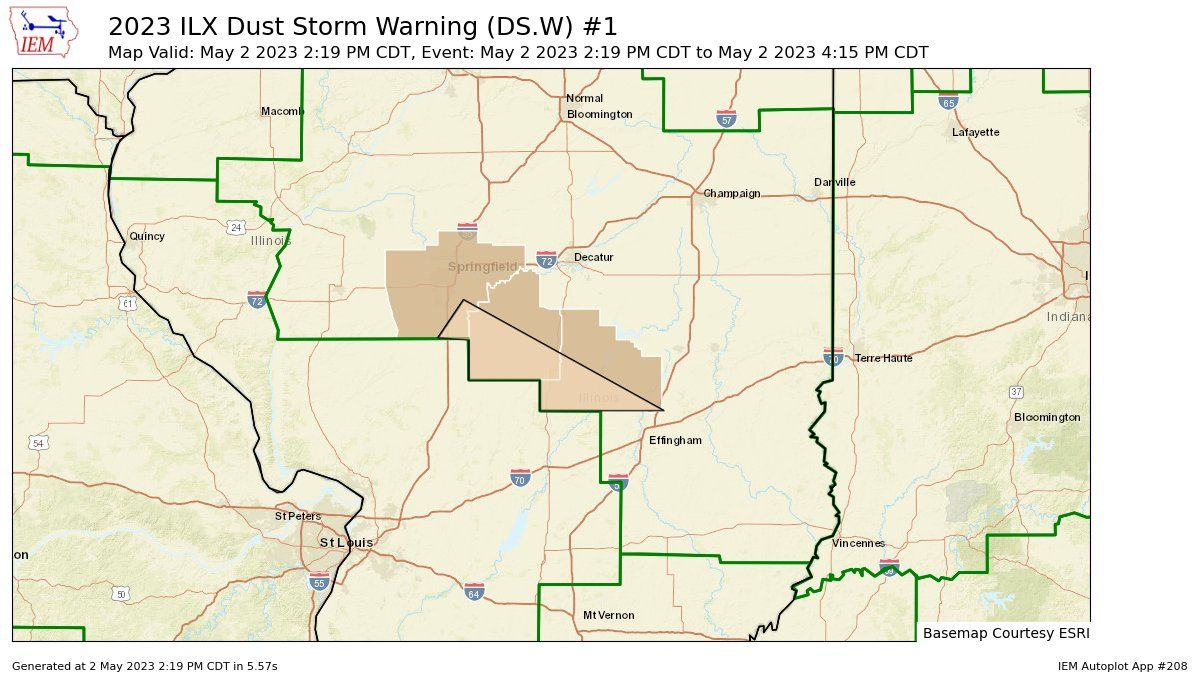 IEM
2023 ILX Dust Storm Warning (DS.W) #1
Map Valid: May 2 2023 2:19 PM CDT, Event: May 2 2023 2:19 PM CDT to May 2 2023 4:15 PM CDT
Normal
Macomb
65
Bloomington
57
Lafayette
Danville
Champaign
24
Quincy
Illinois
Decatur
72
Springfield
72
61
Indiana
Terre Haute
70
37
Illinois
Bloomington
54
Effingham
70
St Peters
on
St Louis
Vincennes
55
64
50
Mt Vernon
Basemap Courtesy ESRI
Generated at 2 May 2023 2:19 PM CDT in 5.57s
IEM Autoplot App #208